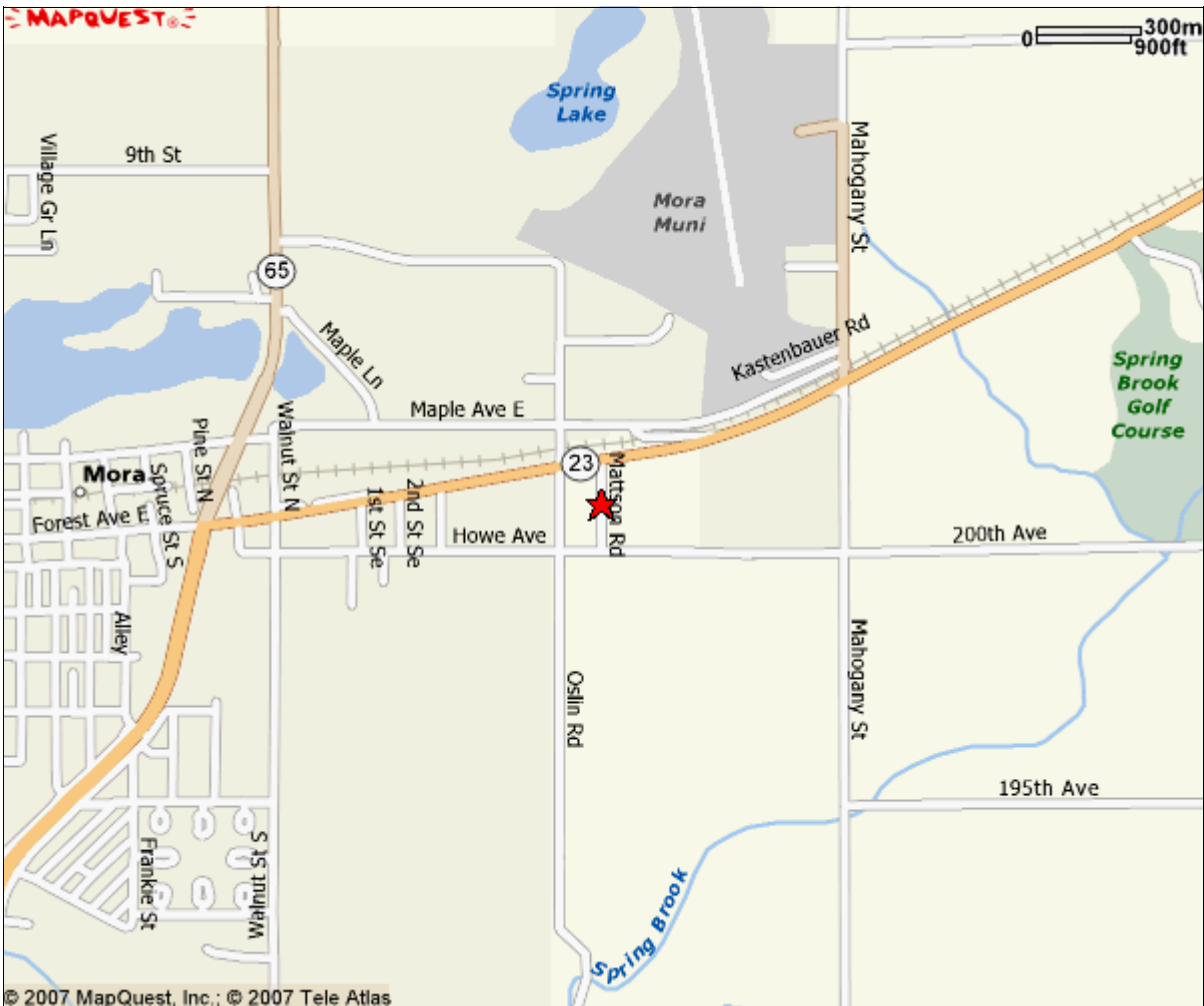 MAPQUEST®
0
300m
900ft
Spring
Lake
Village Gr Ln
9th St
Mahogany St
Mora
Muni
65
Maple Ln
Kastenbauer Rd
Spring
Brook
Golf
Course
Maple Ave E
Pine St N
Walnut St N
23
Mattson Rd
Mora
Spruce St S
Forest Ave E
1st St Se
2nd St Se
Howe Ave
200th Ave
Alley
Mahogany St
Oslin Rd
195th Ave
Frankie St
Walnut St S
Spring Brook
© 2007 MapQuest, Inc.; © 2007 Tele Atlas